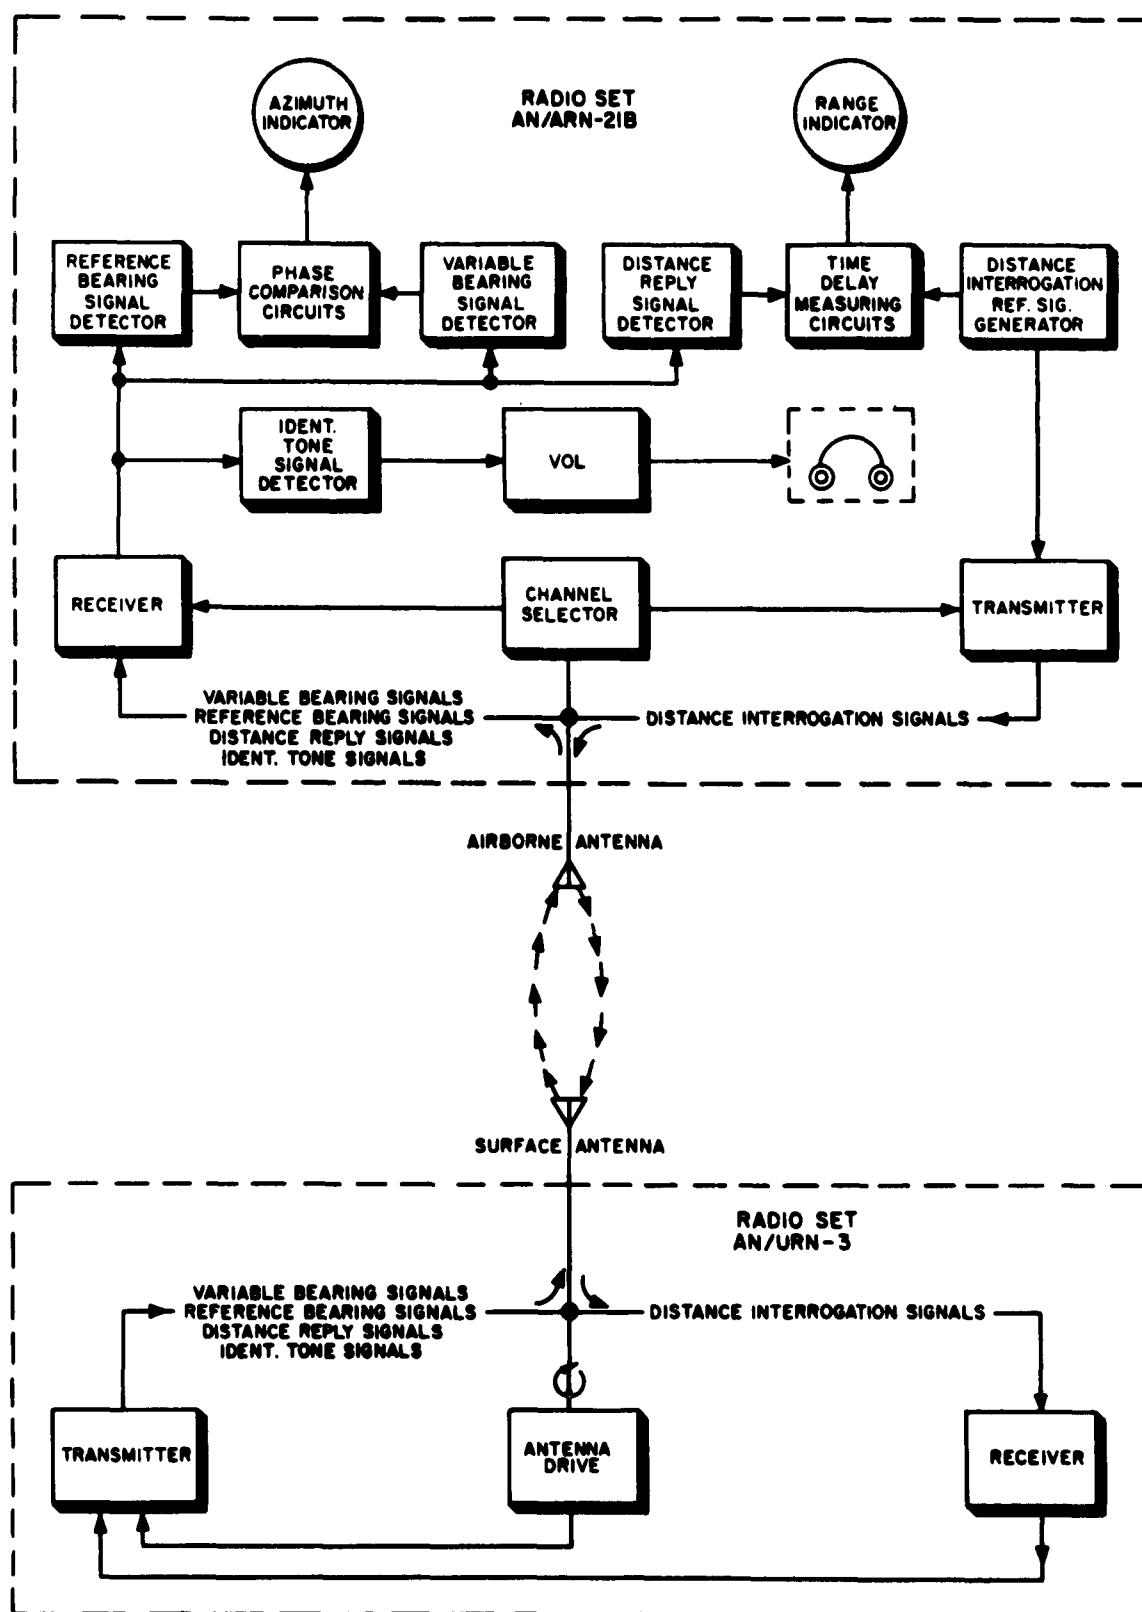 AZIMUTH
INDICATOR
RADIO SET
AN/ARN-21B
RANGE
INDICATOR
REFERENCE
BEARING
SIGNAL
DETECTOR
PHASE
COMPARISON
CIRCUITS
VARIABLE
BEARING
SIGNAL
DETECTOR
DISTANCE
REPLY
SIGNAL
DETECTOR
TIME
DELAY
MEASURING
CIRCUITS
DISTANCE
INTERROGATION
REF. SIG.
GENERATOR
IDENT.
TONE
SIGNAL
DETECTOR
VOL
RECEIVER
CHANNEL
SELECTOR
TRANSMITTER
VARIABLE BEARING SIGNALS
REFERENCE BEARING SIGNALS
DISTANCE REPLY SIGNALS
IDENT. TONE SIGNALS
DISTANCE INTERROGATION SIGNALS
AIRBORNE ANTENNA
SURFACE ANTENNA
RADIO SET
AN/URN-3
VARIABLE BEARING SIGNALS
REFERENCE BEARING SIGNALS
DISTANCE REPLY SIGNALS
IDENT. TONE SIGNALS
DISTANCE INTERROGATION SIGNALS
TRANSMITTER
ANTENNA
DRIVE
RECEIVER